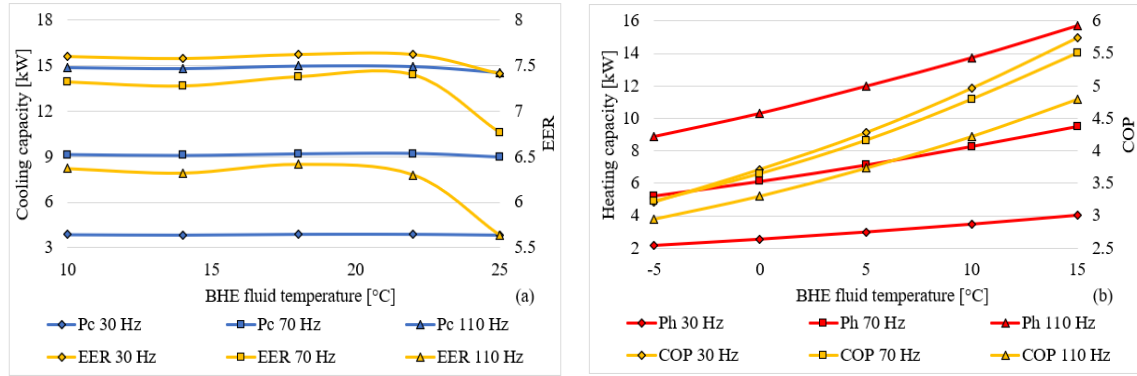 18
15
12
9
6
3
Cooling capacity [kW]
8
7.5
7
6.5
6
5.5
EER
10 15 20 25
BHE fluid temperature [°C] (a)
Pc 30 Hz Pc 70 Hz Pc 110 Hz
EER 30 Hz EER 70 Hz EER 110 Hz
16
14
12
10
8
6
4
2
Heating capacity [kW]
6
5.5
5
4.5
4
3.5
3
2.5
COP
-5 0 5 10 15
BHE fluid temperature [°C] (b)
Ph 30 Hz Ph 70 Hz Ph 110 Hz
COP 30 Hz COP 70 Hz COP 110 Hz